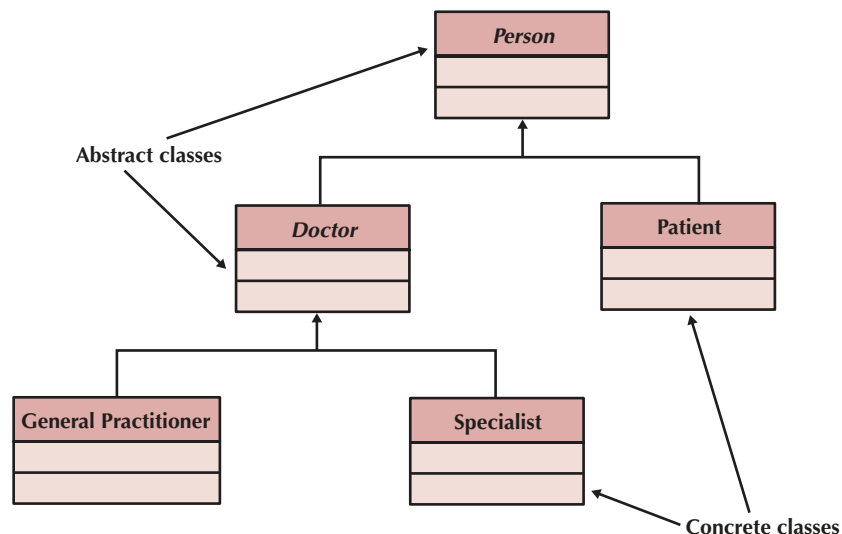 Person
Abstract classes
Doctor
Patient
General Practitioner
Specialist
Concrete classes